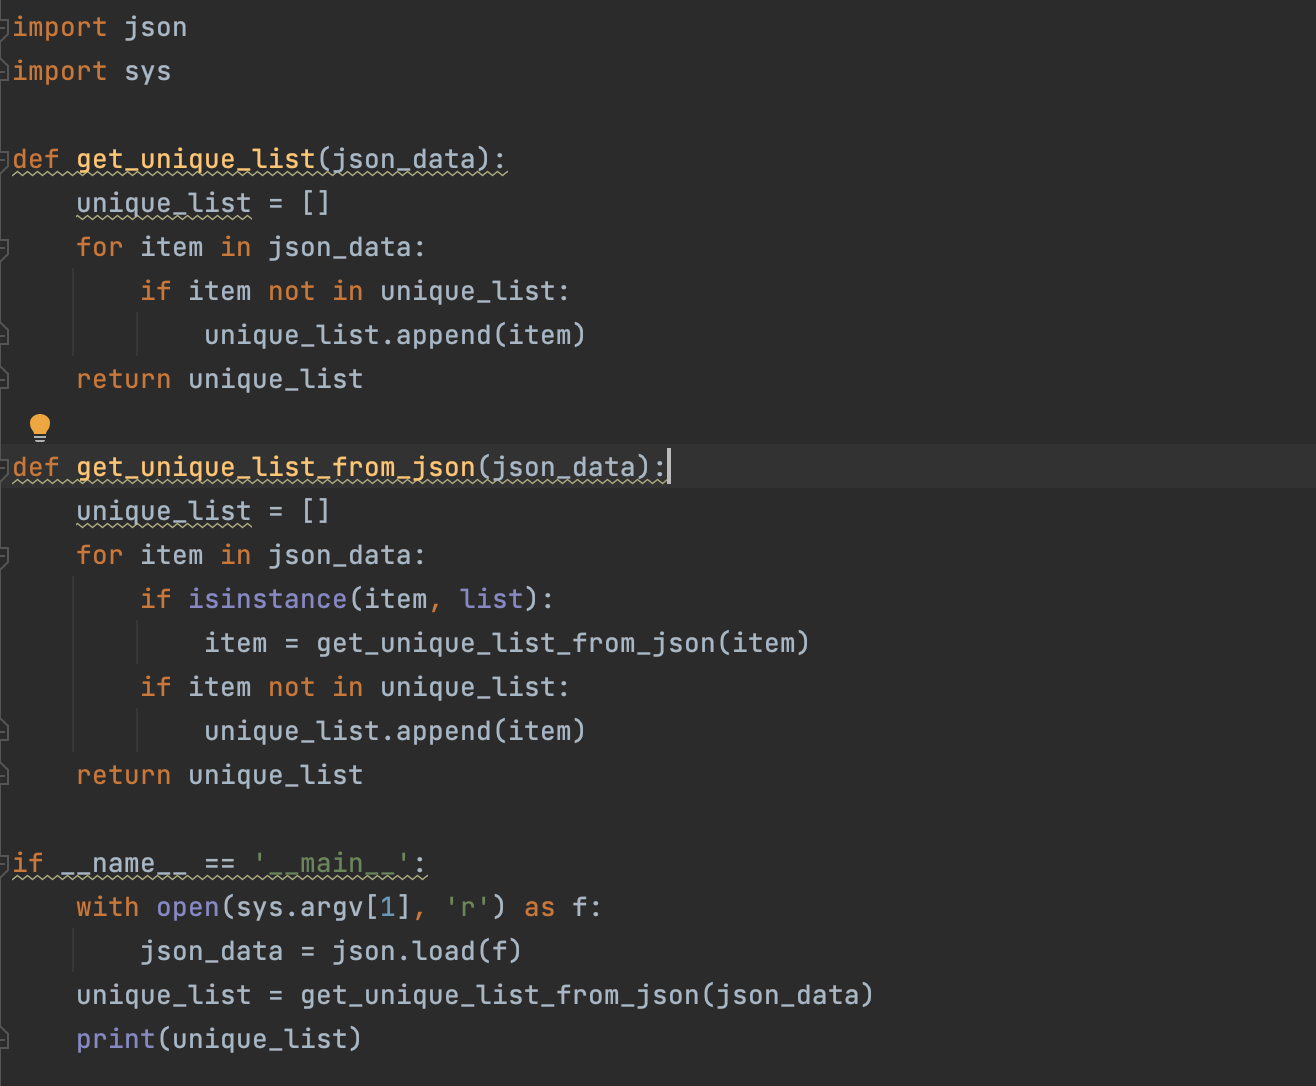 import json
import sys

def get_unique_list(json_data):
    unique_list = []
    for item in json_data:
        if item not in unique_list:
            unique_list.append(item)
    return unique_list

def get_unique_list_from_json(json_data):
    unique_list = []
    for item in json_data:
        if isinstance(item, list):
            item = get_unique_list_from_json(item)
        if item not in unique_list:
            unique_list.append(item)
    return unique_list

if __name__ == '__main__':
    with open(sys.argv[1], 'r') as f:
        json_data = json.load(f)
    unique_list = get_unique_list_from_json(json_data)
    print(unique_list)